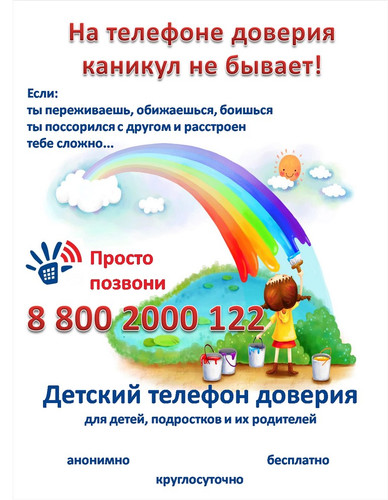 На телефоне доверия
каникул не бывает!
Если:
ты переживаешь, обижаешься, боишься
ты поссорился с другом и расстроен
тебе сложно...
Просто
позвони
8 800 2000 122
Детский телефон доверия
для детей, подростков и их родителей
анонимно бесплатно
круглосуточно